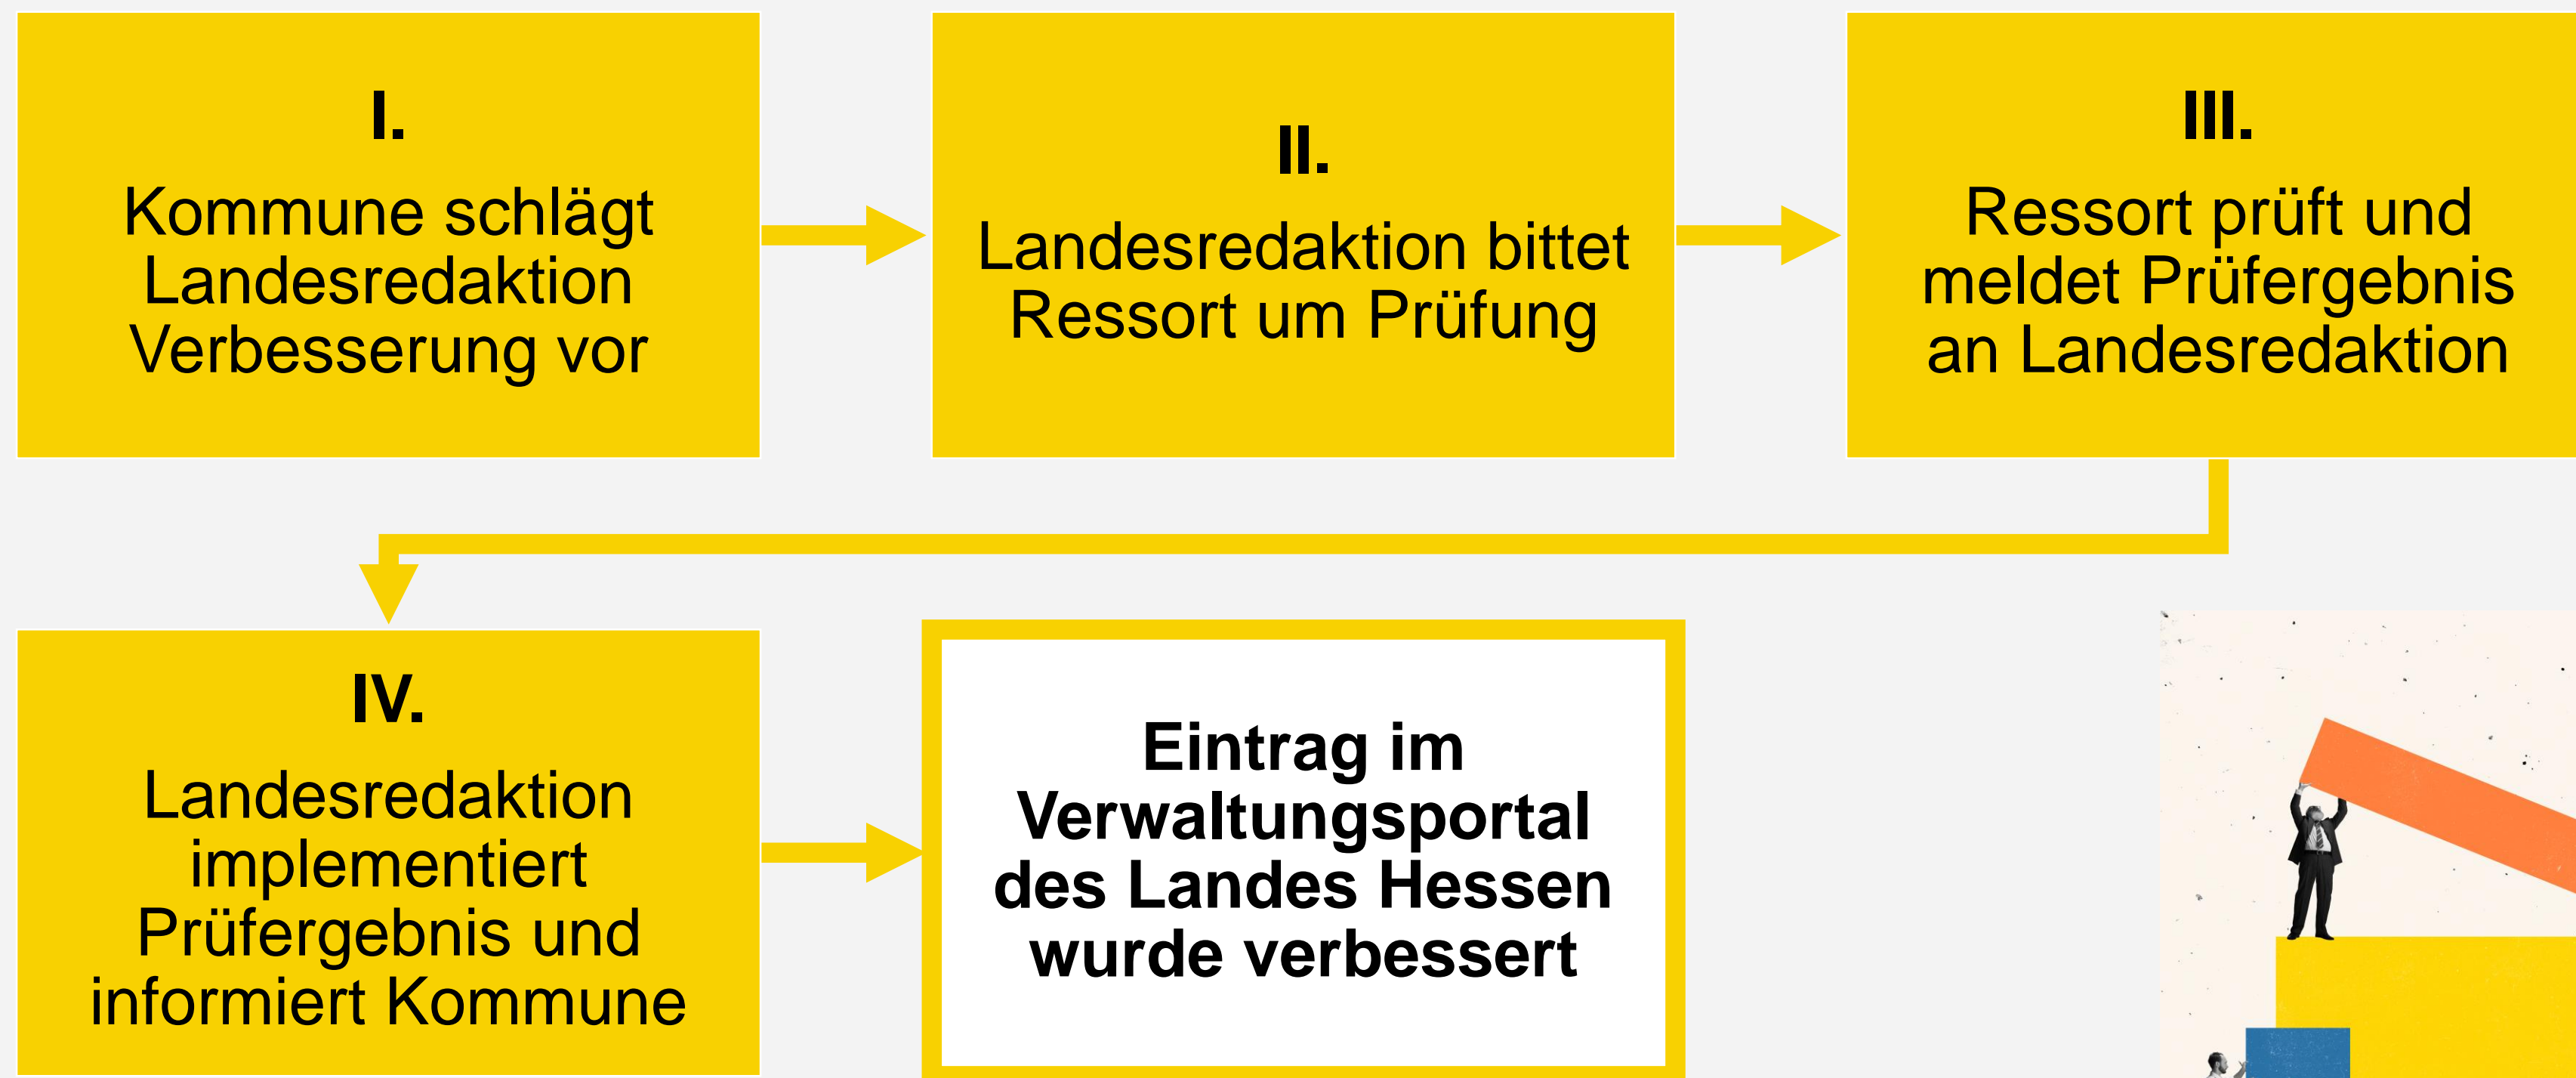 I.
Kommune schlägt
Landesredaktion
Verbesserung vor
II.
Landesredaktion bittet
Ressort um Prüfung
III.
Ressort prüft und
meldet Prüfergebnis
an Landesredaktion
IV.
Landesredaktion
implementiert
Prüfergebnis und
informiert Kommune
Eintrag im
Verwaltungsportal
des Landes Hessen
wurde verbessert